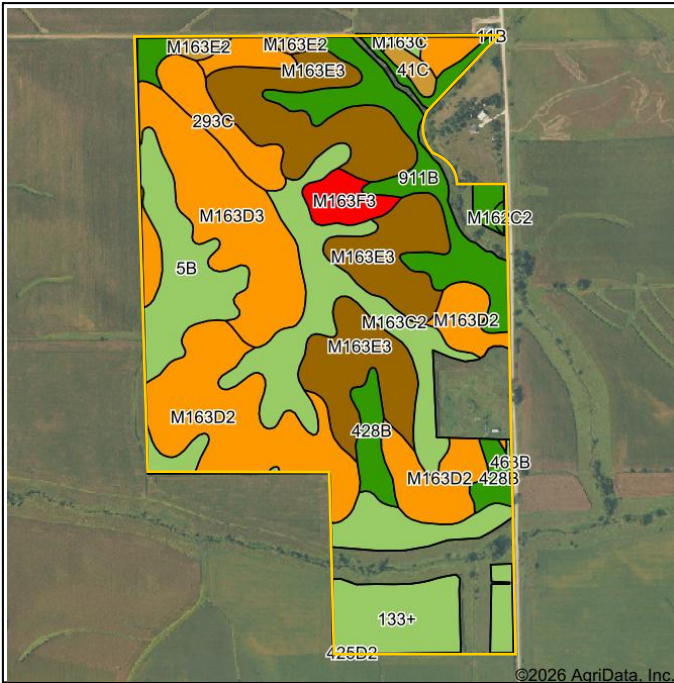 11B
M163E2
M163E2
M163C
M163E3
41C
293C
911B
M163F3
M162C2
M163D3
M163E3
5B
M163C2
M163D2
M163E3
M163D2
428B
463B
M163D2
428B
133+
425D2
©2026 AgriData, Inc.